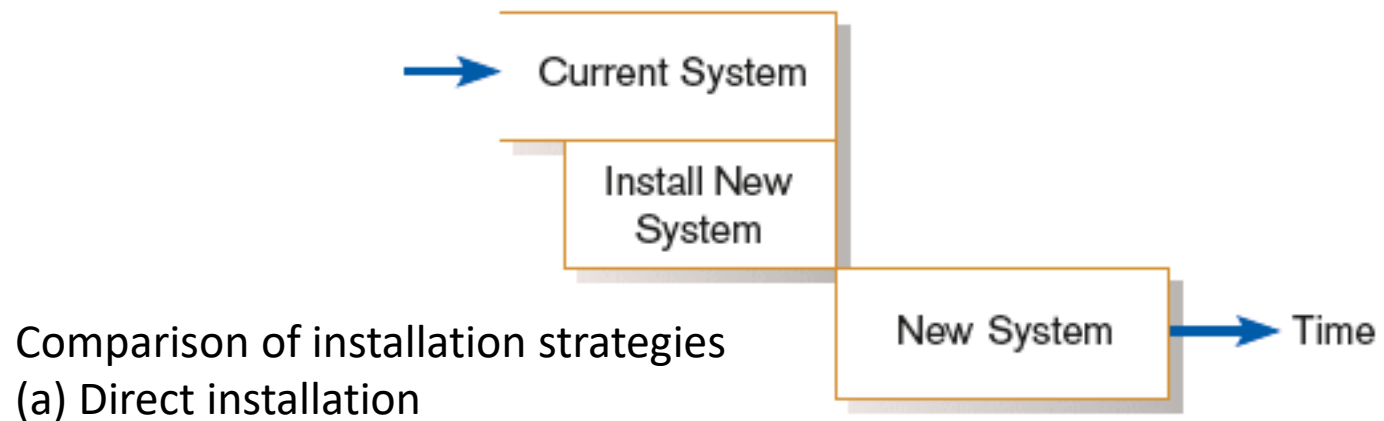 Current System
Install New
System
New System
Time
Comparison of installation strategies
(a) Direct installation